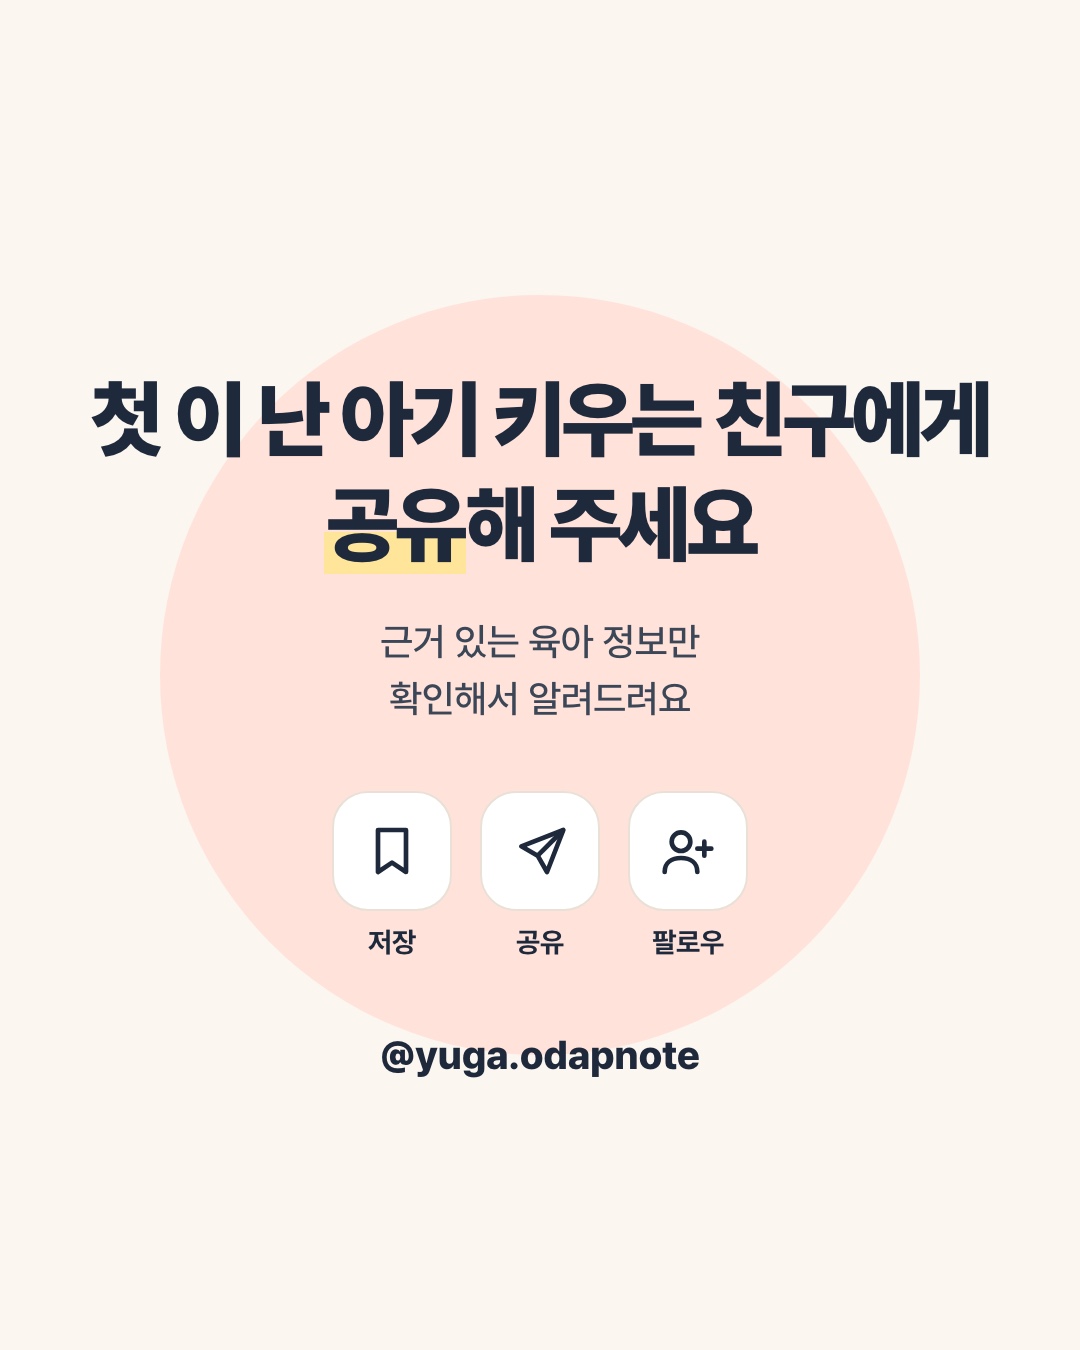 첫 이 난 아기 키우는 친구에게
공유해 주세요
근거 있는 육아 정보만
확인해서 알려드려요
저장 공유 팔로우
@yuga.odapnote